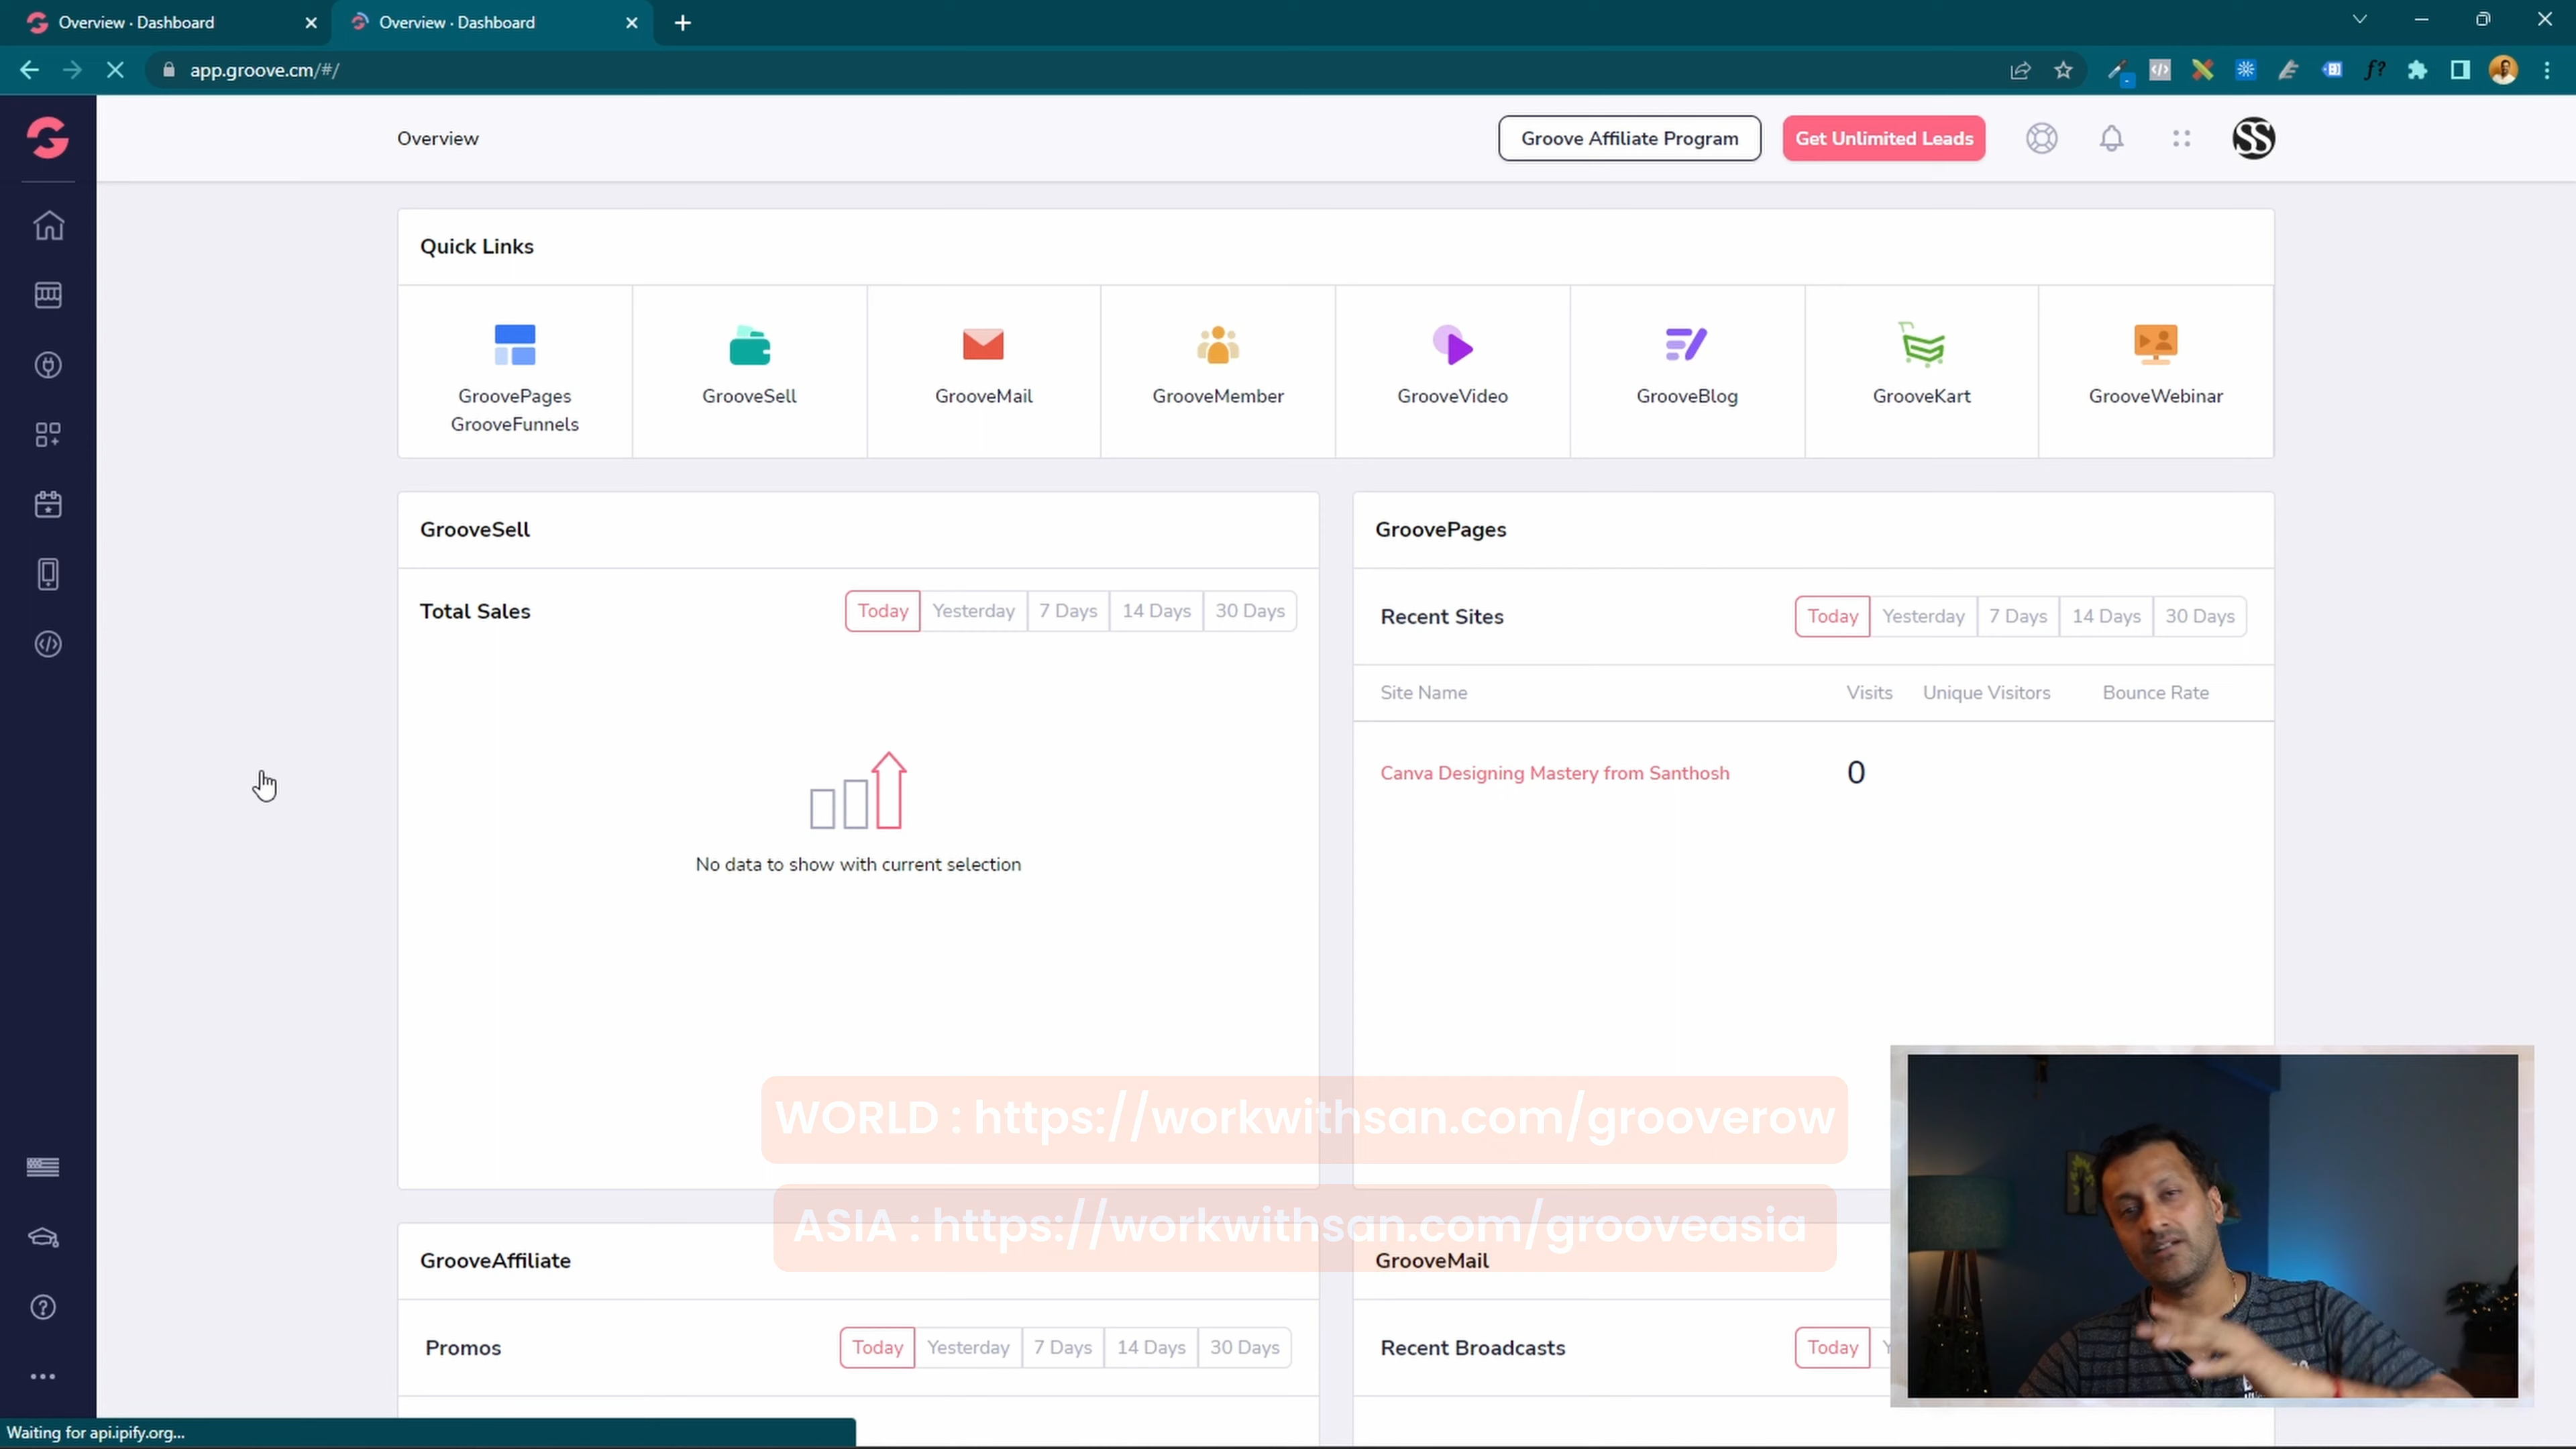 Overview · Dashboard
Overview · Dashboard
app.groove.cm/#/
Overview
Groove Affiliate Program
Get Unlimited Leads
SS
Quick Links
GroovePages
GrooveFunnels
GrooveSell
GrooveMail
GrooveMember
GrooveVideo
GrooveBlog
GrooveKart
GrooveWebinar
GrooveSell
Total Sales
Today Yesterday 7 Days 14 Days 30 Days
No data to show with current selection
GroovePages
Recent Sites
Today Yesterday 7 Days 14 Days 30 Days
Site Name Visits Unique Visitors Bounce Rate
Canva Designing Mastery from Santhosh 0
WORLD : https://workwithsan.com/grooverow
ASIA : https://workwithsan.com/grooveasia
GrooveAffiliate
Promos
Today Yesterday 7 Days 14 Days 30 Days
GrooveMail
Recent Broadcasts
Today Y
Waiting for api.ipify.org...